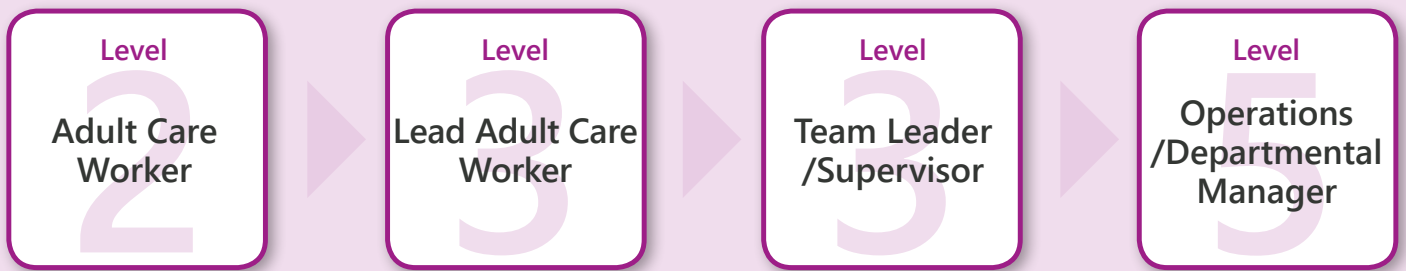 Level
2
Adult Care
Worker
Level
3
Lead Adult Care
Worker
Level
3
Team Leader
/Supervisor
Level
5
Operations
/Departmental
Manager